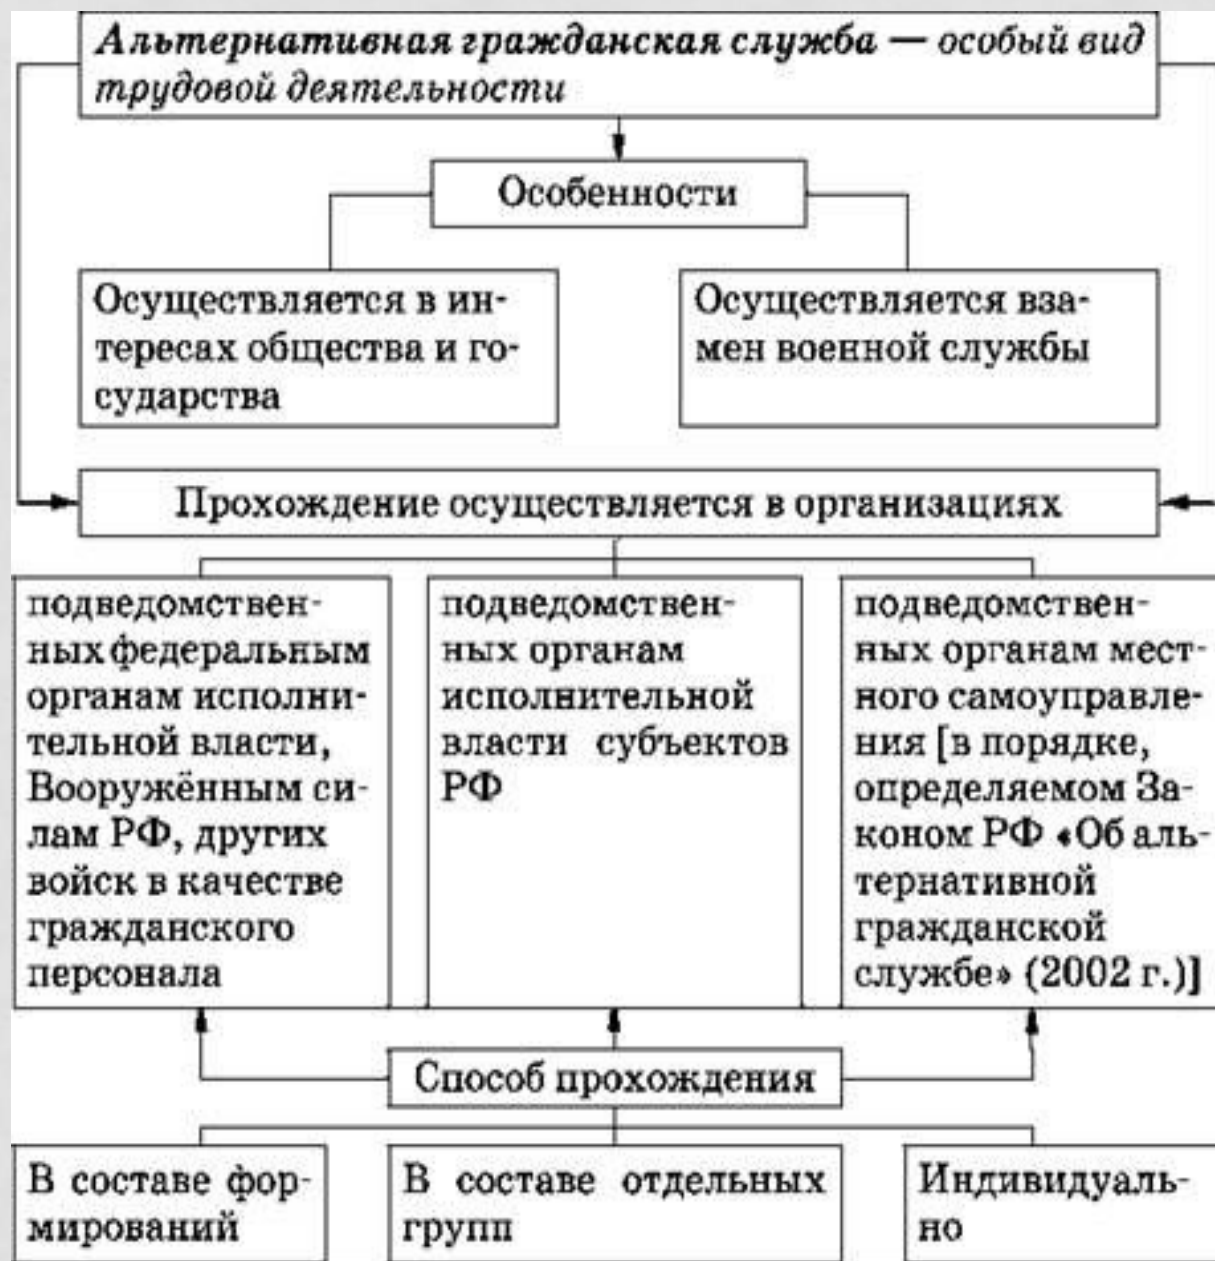 Альтернативная гражданская служба — особый вид
трудовой деятельности
Особенности
Осуществляется в ин-
тересах общества и го-
сударства
Осуществляется вза-
мен военной службы
Прохождение осуществляется в организациях
подведомствен-
ных федеральным
органам исполни-
тельной власти,
Вооружённым си-
лам РФ, других
войск в качестве
гражданского
персонала
подведомствен-
ных органам
исполнительной
власти субъектов
РФ
подведомствен-
ных органам мест-
ного самоуправле-
ния [в порядке,
определяемом За-
коном РФ «Об аль-
тернативной
гражданской
службе» (2002 г.)]
Способ прохождения
В составе фор-
мирований
В составе отдельных
групп
Индивидуаль-
но